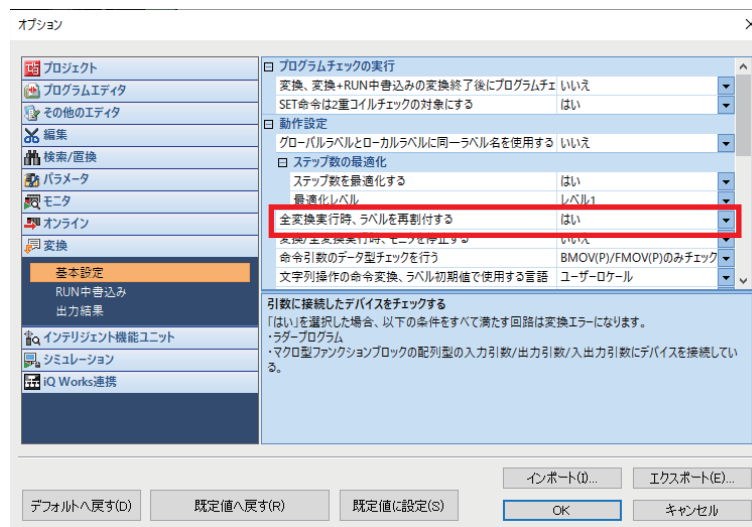 オプション
プロジェクト
プログラムエディタ
その他のエディタ
編集
検索/置換
パラメータ
モニタ
オンライン
変換
基本設定
RUN中書込み
出力結果
インテリジェント機能ユニット
シミュレーション
iQ Works連携
プログラムチェックの実行
変換、変換+RUN中書込みの変換終了後にプログラムチェ いいえ
SET命令は2重コイルチェックの対象にする はい
動作設定
グローバルラベルとローカルラベルに同一ラベル名を使用する いいえ
ステップ数の最適化
ステップ数を最適化する はい
最適化レベル レベル1
全変換実行時、ラベルを再割付する はい
変換/全変換実行時、モニタを停止する いいえ
命令引数のデータ型チェックを行う BMOV(P)/FMOV(P)のみチェック
文字列操作の命令変換、ラベル初期値で使用する言語 ユーザーロケール
引数に接続したデバイスをチェックする
「はい」を選択した場合、以下の条件をすべて満たす回路は変換エラーになります。
・ラダープログラム
・マクロ型ファンクションブロックの配列型の入力引数/出力引数/入出力引数にデバイスを接続してい
る。
インポート(I)... エクスポート(E)...
デフォルトへ戻す(D) 既定値へ戻す(R) 既定値に設定(S) OK キャンセル